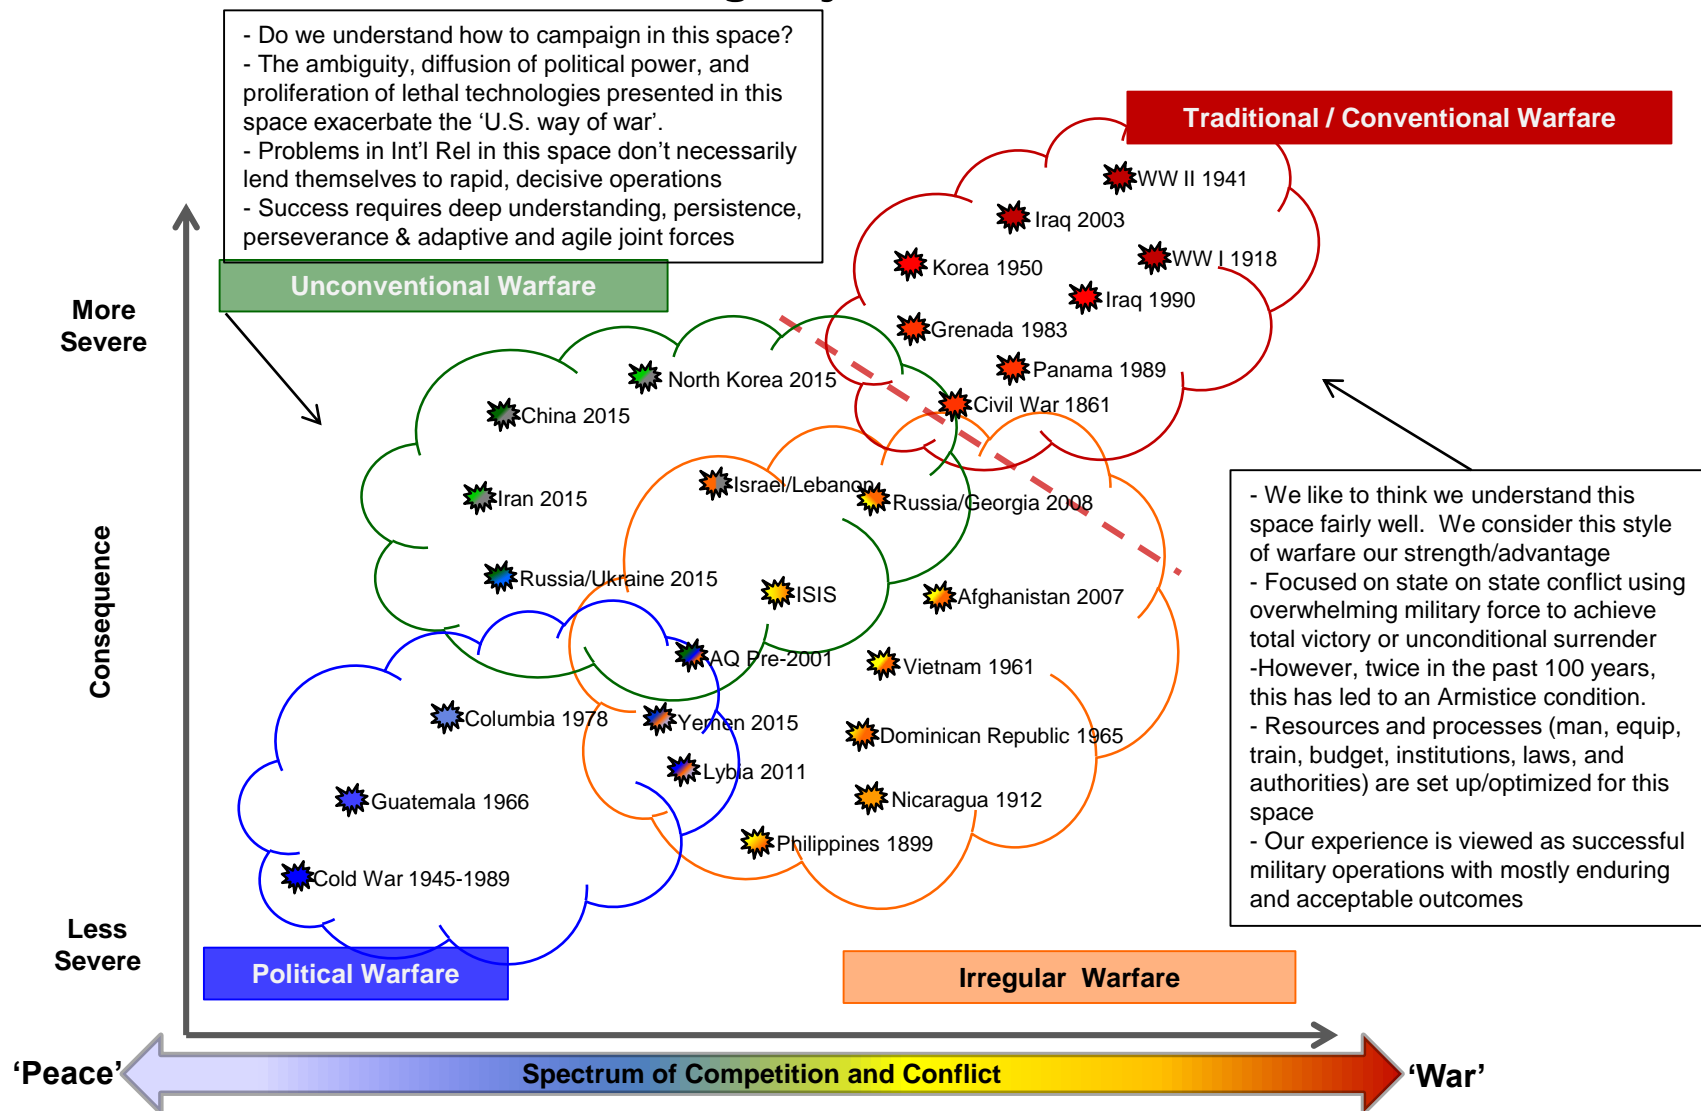 - Do we understand how to campaign in this space?
- The ambiguity, diffusion of political power, and
proliferation of lethal technologies presented in this
space exacerbate the ‘U.S. way of war’.
- Problems in Int’l Rel in this space don’t necessarily
lend themselves to rapid, decisive operations
- Success requires deep understanding, persistence,
perseverance & adaptive and agile joint forces
Traditional / Conventional Warfare
Unconventional Warfare
WW II 1941
Iraq 2003
WW I 1918
Korea 1950
Iraq 1990
Grenada 1983
Panama 1989
Civil War 1861
More
Severe
North Korea 2015
China 2015
Iran 2015
Israel/Lebanon
Russia/Georgia 2008
Russia/Ukraine 2015
ISIS
Afghanistan 2007
AQ Pre-2001
Vietnam 1961
Columbia 1978
Yemen 2015
Dominican Republic 1965
Lybia 2011
Guatemala 1966
Nicaragua 1912
Philippines 1899
Cold War 1945-1989
Consequence
- We like to think we understand this
space fairly well.  We consider this style
of warfare our strength/advantage
- Focused on state on state conflict using
overwhelming military force to achieve
total victory or unconditional surrender
-However, twice in the past 100 years,
this has led to an Armistice condition.
- Resources and processes (man, equip,
train, budget, institutions, laws, and
authorities) are set up/optimized for this
space
- Our experience is viewed as successful
military operations with mostly enduring
and acceptable outcomes
Less
Severe
Political Warfare
Irregular  Warfare
‘Peace’
Spectrum of Competition and Conflict
‘War’